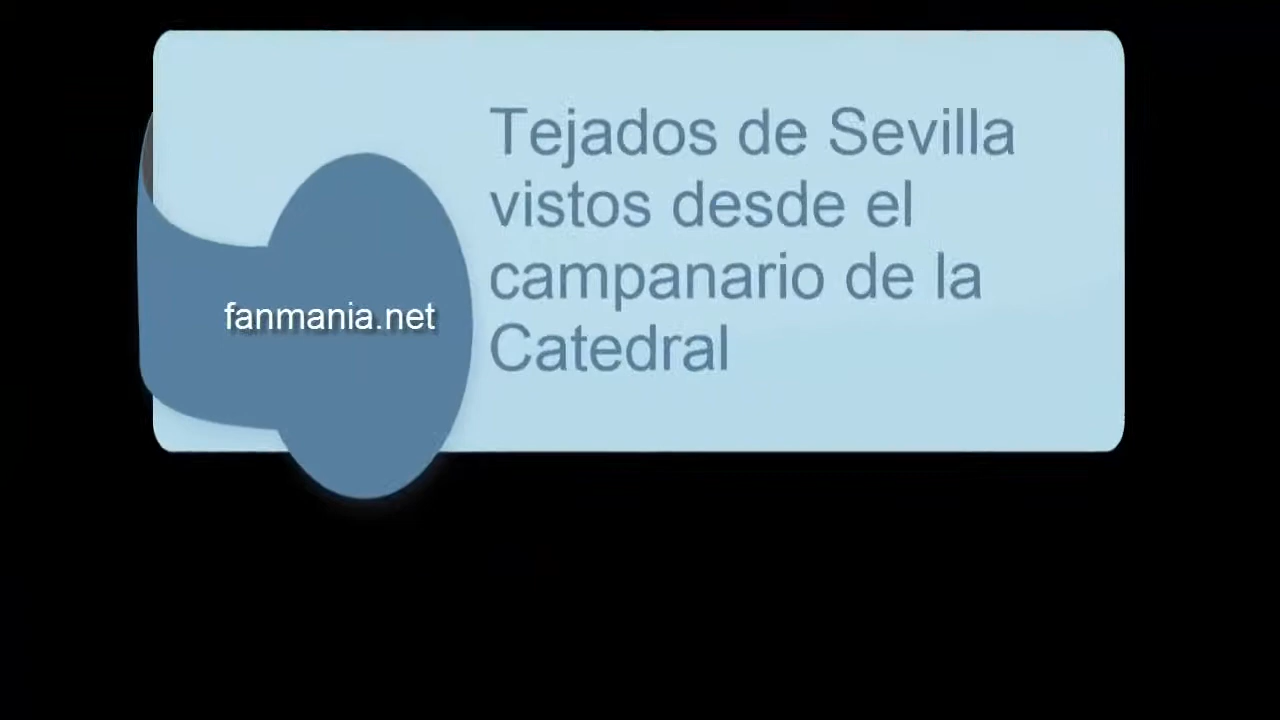 Tejados de Sevilla
vistos desde el
campanario de la
Catedral
fanmania.net